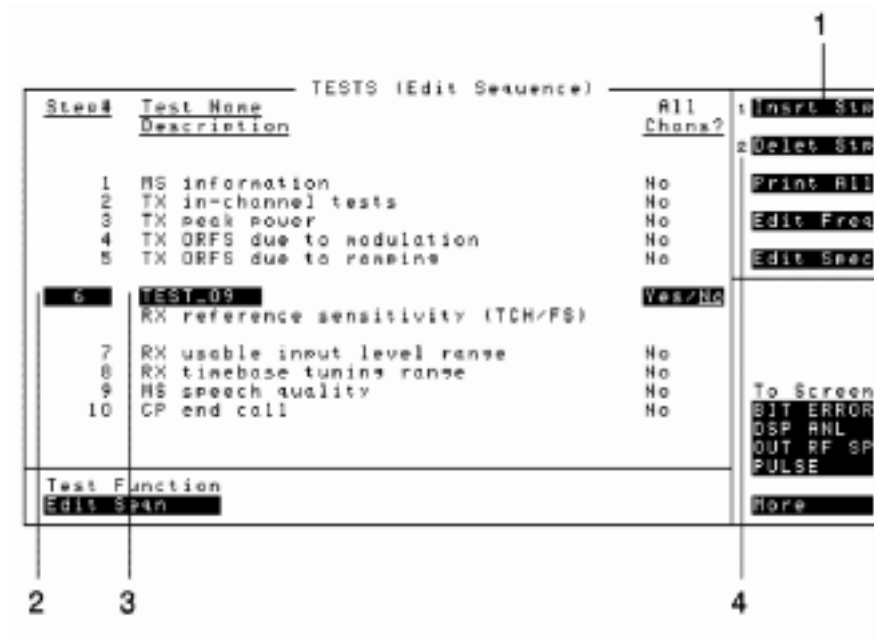 1
TESTS (Edit Sequence)
Step# Test Name All
Description Chans?
1 MS information No
2 TX in-channel tests No
3 TX peak power No
4 TX ORFS due to modulation No
5 TX ORFS due to ramping No
6 TEST_09 Yes/No
RX reference sensitivity (TCH/FS)
7 RX usable input level range No
8 RX timebase tuning range No
9 MS speech quality No
10 CP end call No
Test Function
Edit Seqn
1 Insrt Stp
2 Delet Stp
Print All
Edit Freq
Edit Spec
To Screen
BIT ERROR
DSP ANL
OUT RF SP
PULSE
More
2 3 4